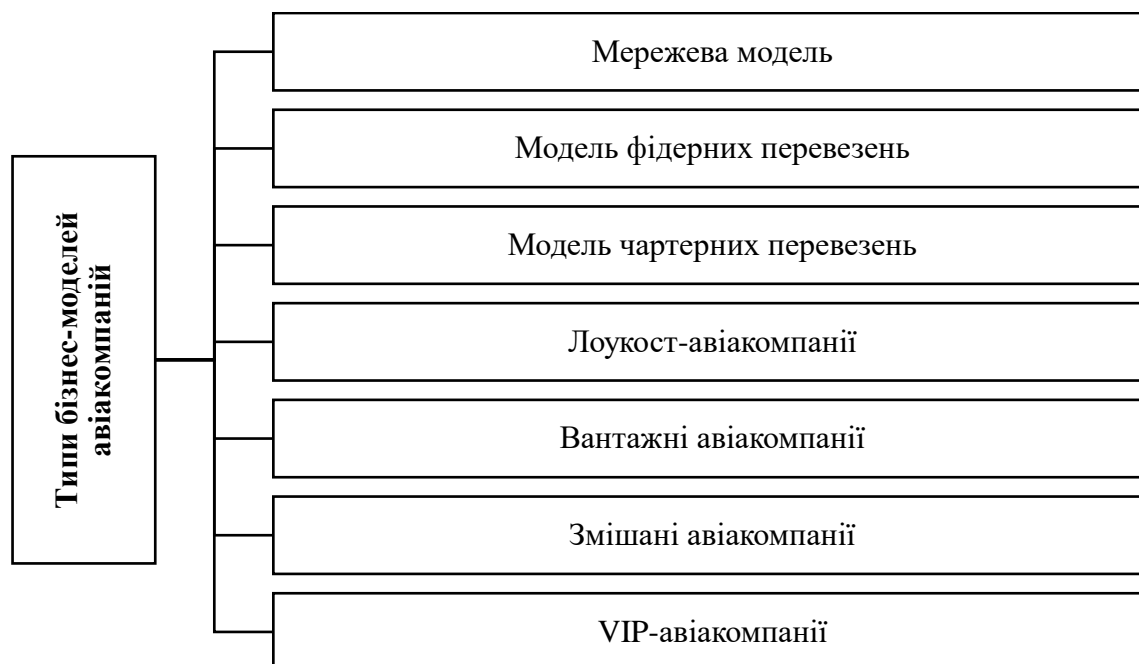 Типи бізнес-моделей
авіакомпаній
Мережева модель
Модель фідерних перевезень
Модель чартерних перевезень
Лоукост-авіакомпанії
Вантажні авіакомпанії
Змішані авіакомпанії
VIP-авіакомпанії